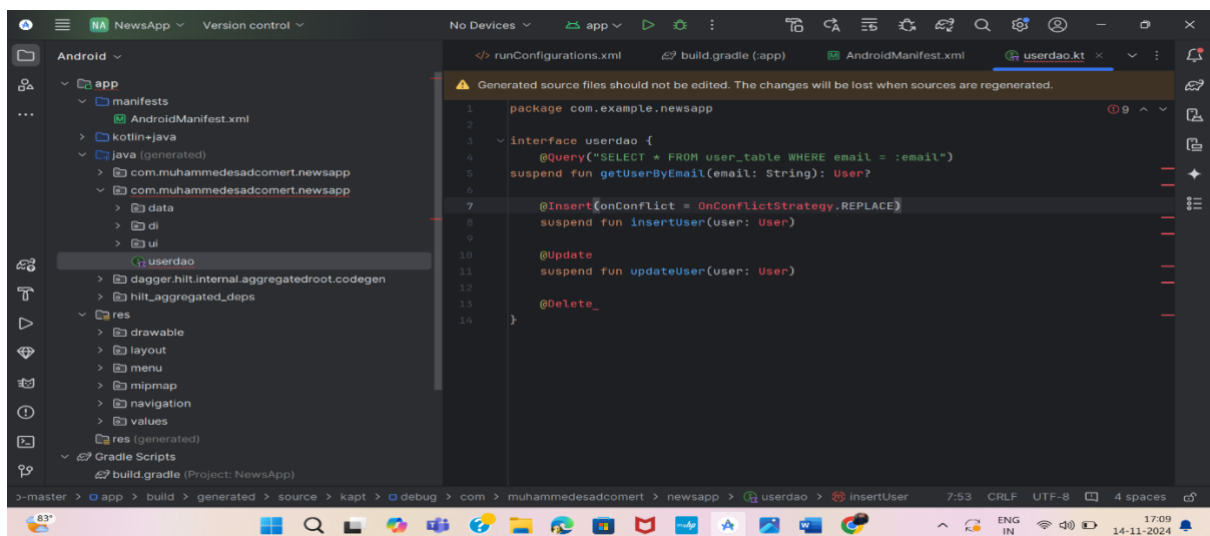 NA NewsApp Version control No Devices app
Android
runConfigurations.xml build.gradle (:app) AndroidManifest.xml userdao.kt
Generated source files should not be edited. The changes will be lost when sources are regenerated.
app
manifests
AndroidManifest.xml
kotlin+java
java (generated)
com.muhammedesadcomert.newsapp
com.muhammedesadcomert.newsapp
data
di
ui
userdao
dagger.hilt.internal.aggregatedroot.codegen
hilt_aggregated_deps
res
drawable
layout
menu
mipmap
navigation
values
res (generated)
Gradle Scripts
build.gradle (Project: NewsApp)
1 package com.example.newsapp
9
2
3 interface userdao {
4 @Query("SELECT * FROM user_table WHERE email = :email")
5 suspend fun getUserByEmail(email: String): User?
6
7 @Insert(onConflict = OnConflictStrategy.REPLACE)
8 suspend fun insertUser(user: User)
9
10 @Update
11 suspend fun updateUser(user: User)
12
13 @Delete
14 }
o-master > app > build > generated > source > kapt > debug > com > muhammedesadcomert > newsapp > userdao > insertUser 7:53 CRLF UTF-8 4 spaces
83° ENG 17:09
IN 14-11-2024